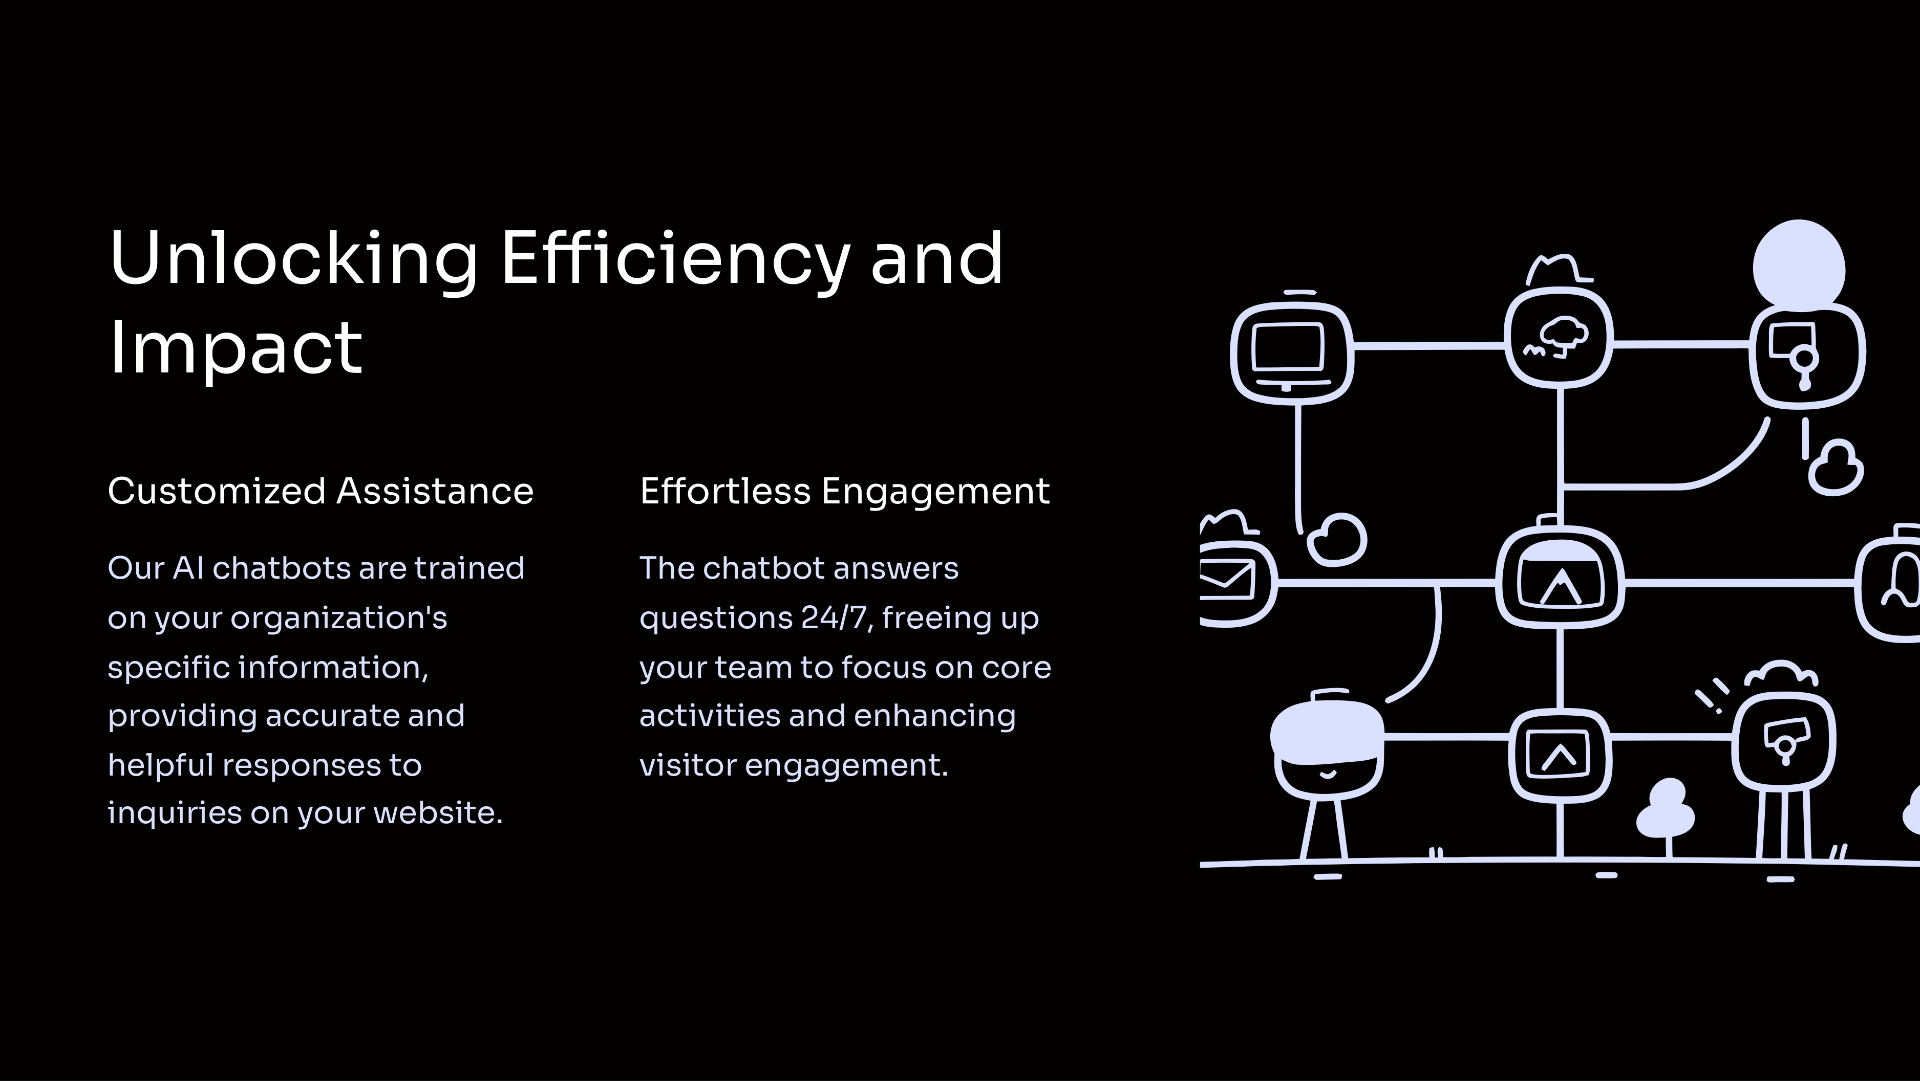 Unlocking Efficiency and
Impact
Customized Assistance
Our AI chatbots are trained
on your organization's
specific information,
providing accurate and
helpful responses to
inquiries on your website.
Effortless Engagement
The chatbot answers
questions 24/7, freeing up
your team to focus on core
activities and enhancing
visitor engagement.